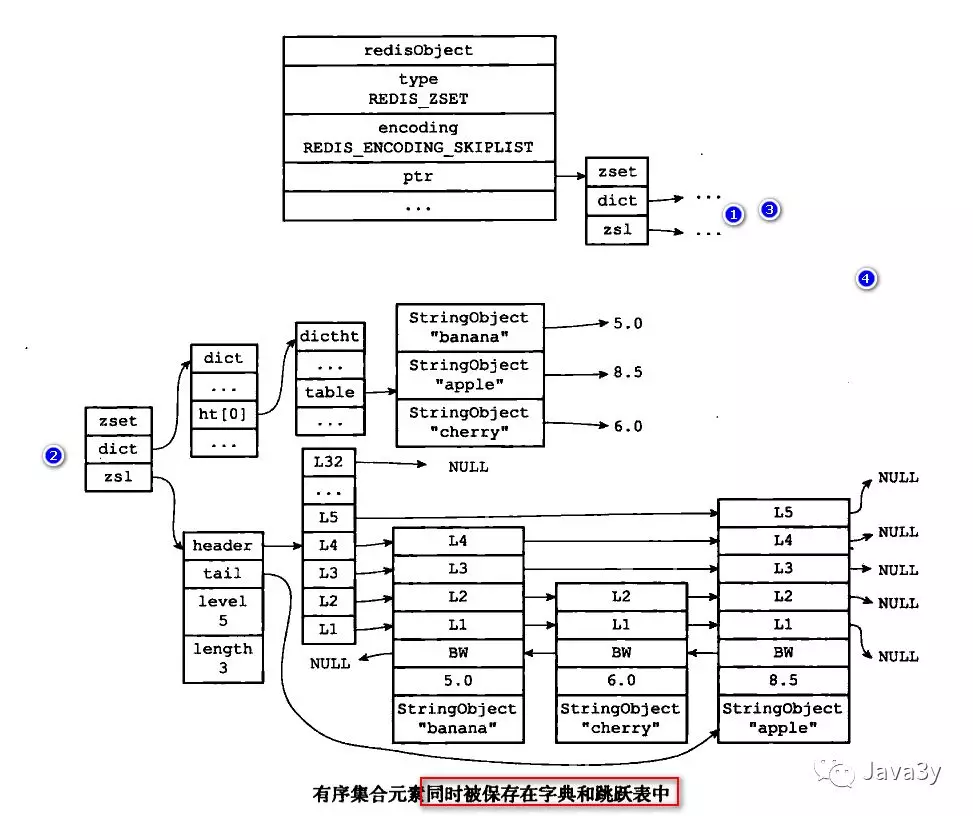 redisObject
type
REDIS_ZSET
encoding
REDIS_ENCODING_SKIPLIST
ptr
...
zset
dict
zsl
...
...
1
3
4
2
zset
dict
zsl
dict
...
ht[0]
...
dictht
...
table
...
StringObject
"banana"
StringObject
"apple"
StringObject
"cherry"
5.0
8.5
6.0
header
tail
level
5
length
3
L32
...
L5
L4
L3
L2
L1
NULL
NULL
L4
L3
L2
L1
BW
5.0
StringObject
"banana"
L2
L1
BW
6.0
StringObject
"cherry"
L5
L4
L3
L2
L1
BW
8.5
StringObject
"apple"
NULL
NULL
NULL
NULL
NULL
Java3y
有序集合元素同时被保存在字典和跳跃表中